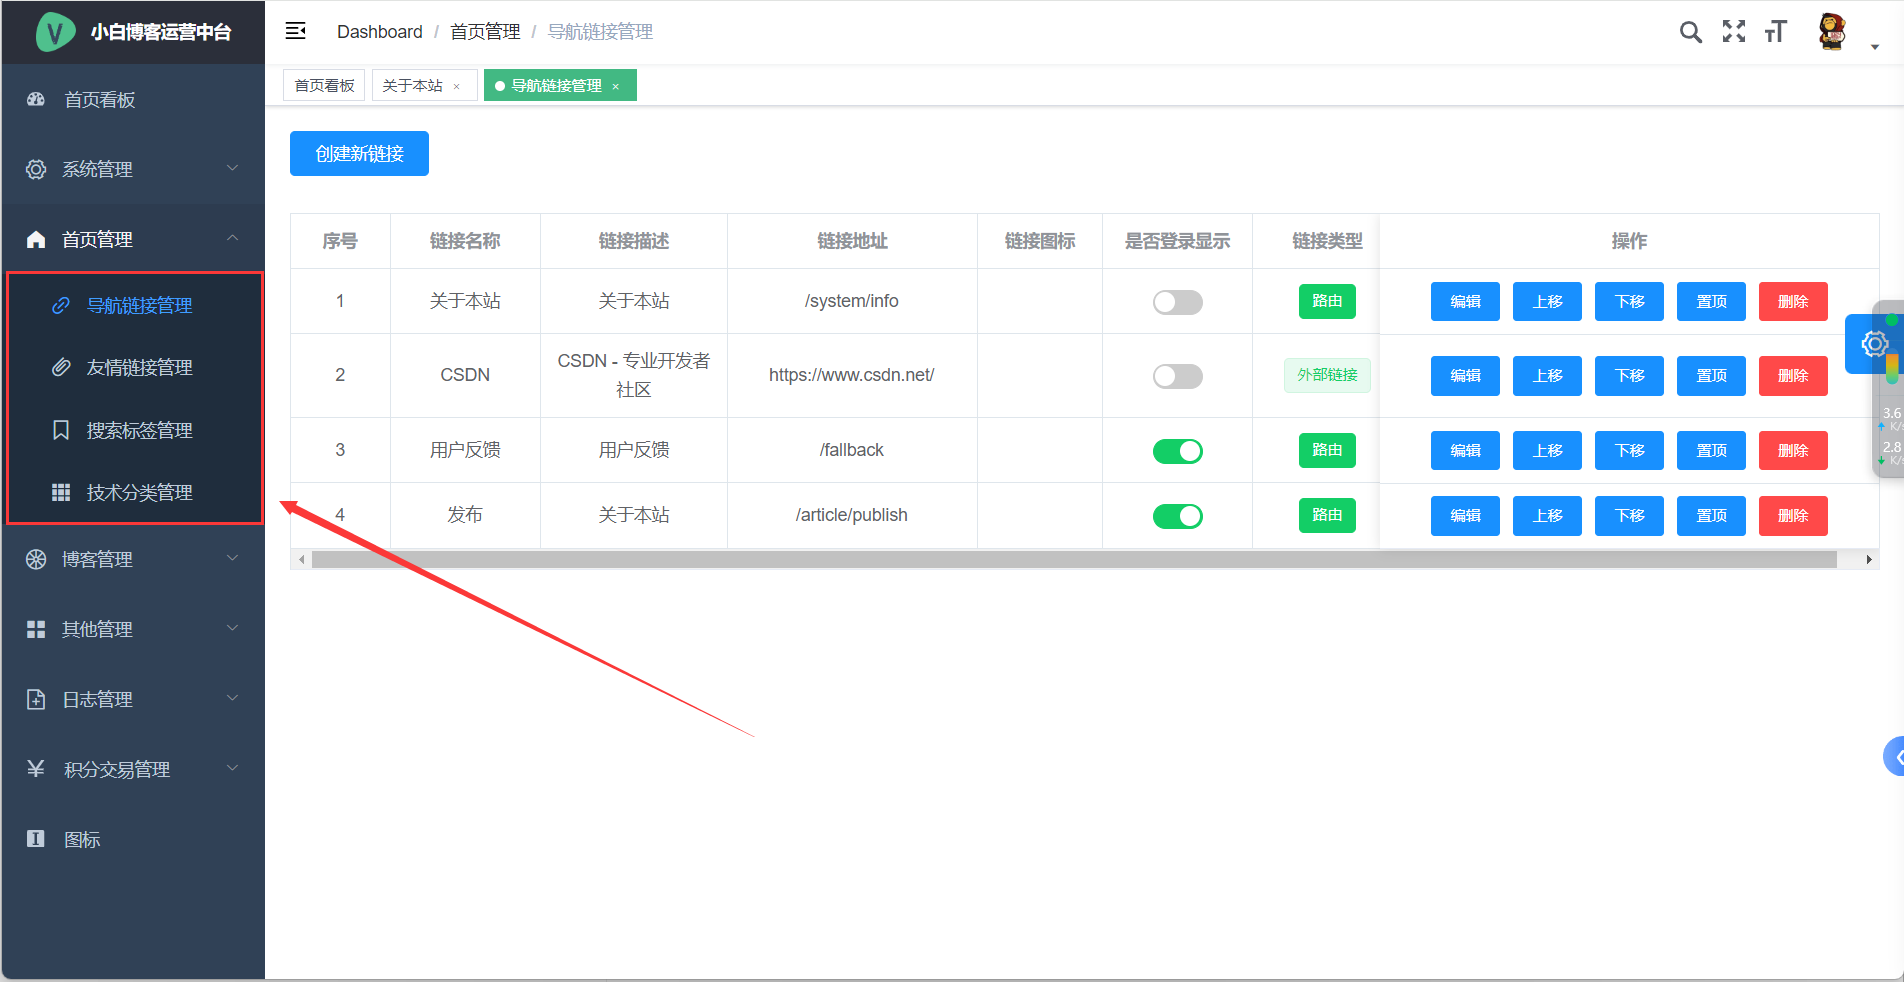 小白博客运营中台
Dashboard / 首页管理 / 导航链接管理
首页看板
关于本站 ×
导航链接管理 ×
首页看板
系统管理
首页管理
导航链接管理
友情链接管理
搜索标签管理
技术分类管理
博客管理
其他管理
日志管理
积分交易管理
图标
创建新链接
序号 链接名称 链接描述 链接地址 链接图标 是否登录显示 链接类型 操作
1 关于本站 关于本站 /system/info 路由 编辑 上移 下移 置顶 删除
2 CSDN CSDN - 专业开发者
社区 https://www.csdn.net/ 外部链接 编辑 上移 下移 置顶 删除
3 用户反馈 用户反馈 /fallback 路由 编辑 上移 下移 置顶 删除
4 发布 关于本站 /article/publish 路由 编辑 上移 下移 置顶 删除
3.6
K/s
2.8
K/s